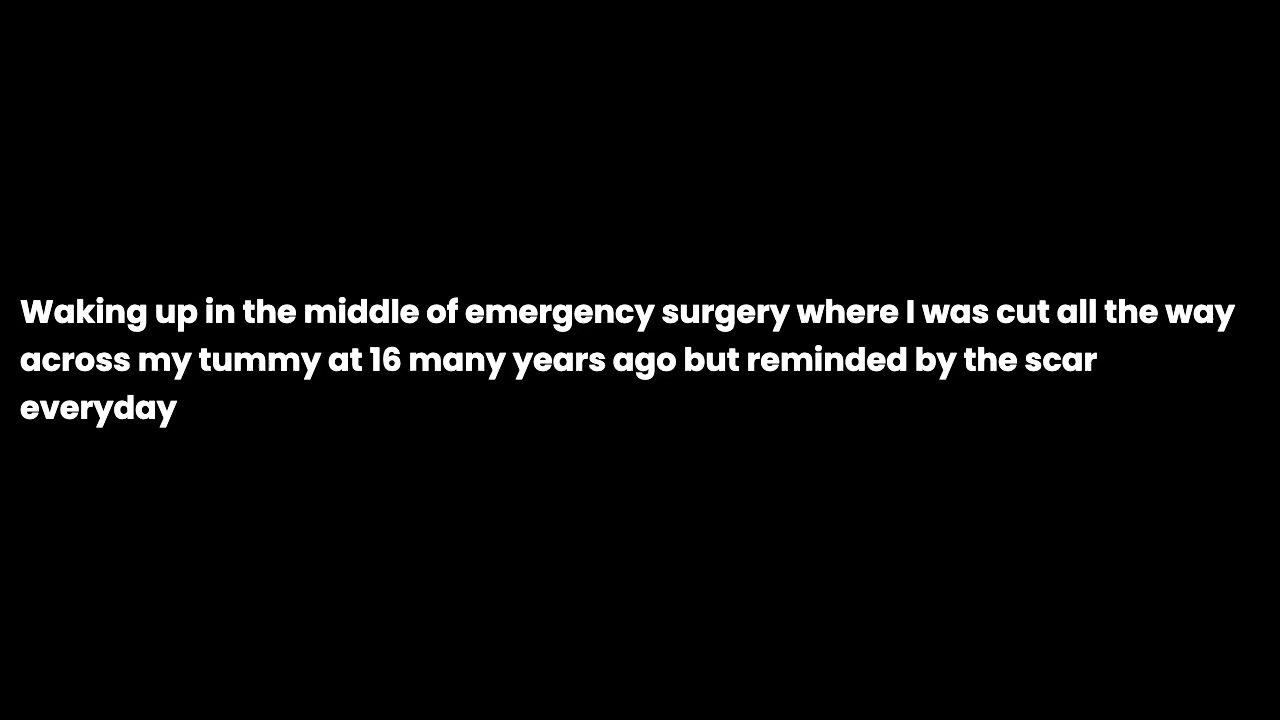 Waking up in the middle of emergency surgery where I was cut all the way
across my tummy at 16 many years ago but reminded by the scar
everyday